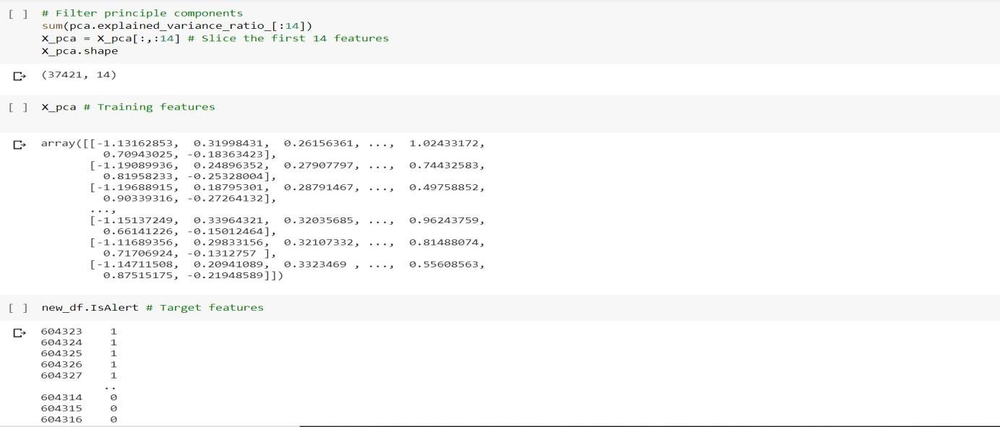 [ ] # Filter principle components
sum(pca.explained_variance_ratio_[:14])
X_pca = X_pca[:,:14] # Slice the first 14 features
X_pca.shape
(37421, 14)
[ ] X_pca # Training features
array([[-1.13162853, 0.31998431, 0.26156361, ..., 1.02433172,
0.70943025, -0.18363423],
[-1.19089936, 0.24896352, 0.27907797, ..., 0.74432583,
0.81958233, -0.25328004],
[-1.19688915, 0.18795301, 0.28791467, ..., 0.49758852,
0.90339316, -0.27264132],
...,
[-1.15137249, 0.33964321, 0.32035685, ..., 0.96243759,
0.66141226, -0.15012464],
[-1.11689356, 0.29833156, 0.32107332, ..., 0.81488074,
0.71706924, -0.1312757 ],
[-1.14711508, 0.20941089, 0.3323469 , ..., 0.55608563,
0.87515175, -0.21948589]])
[ ] new_df.IsAlert # Target features
604323 1
604324 1
604325 1
604326 1
604327 1
..
604314 0
604315 0
604316 0